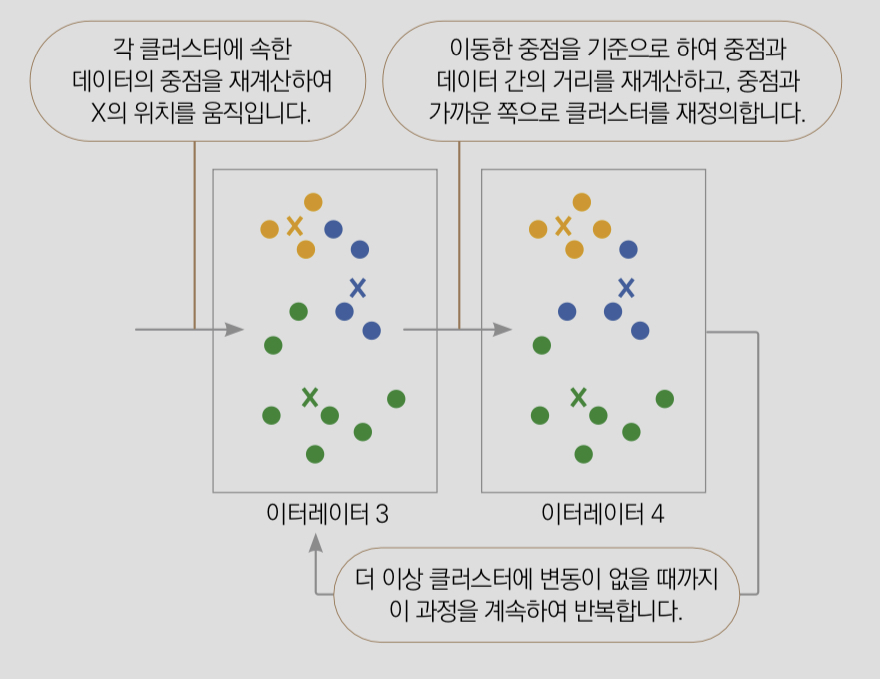 각 클러스터에 속한
데이터의 중점을 재계산하여
X의 위치를 움직입니다.
이동한 중점을 기준으로 하여 중점과
데이터 간의 거리를 재계산하고, 중점과
가까운 쪽으로 클러스터를 재정의합니다.
이터레이터 3
이터레이터 4
더 이상 클러스터에 변동이 없을 때까지
이 과정을 계속하여 반복합니다.